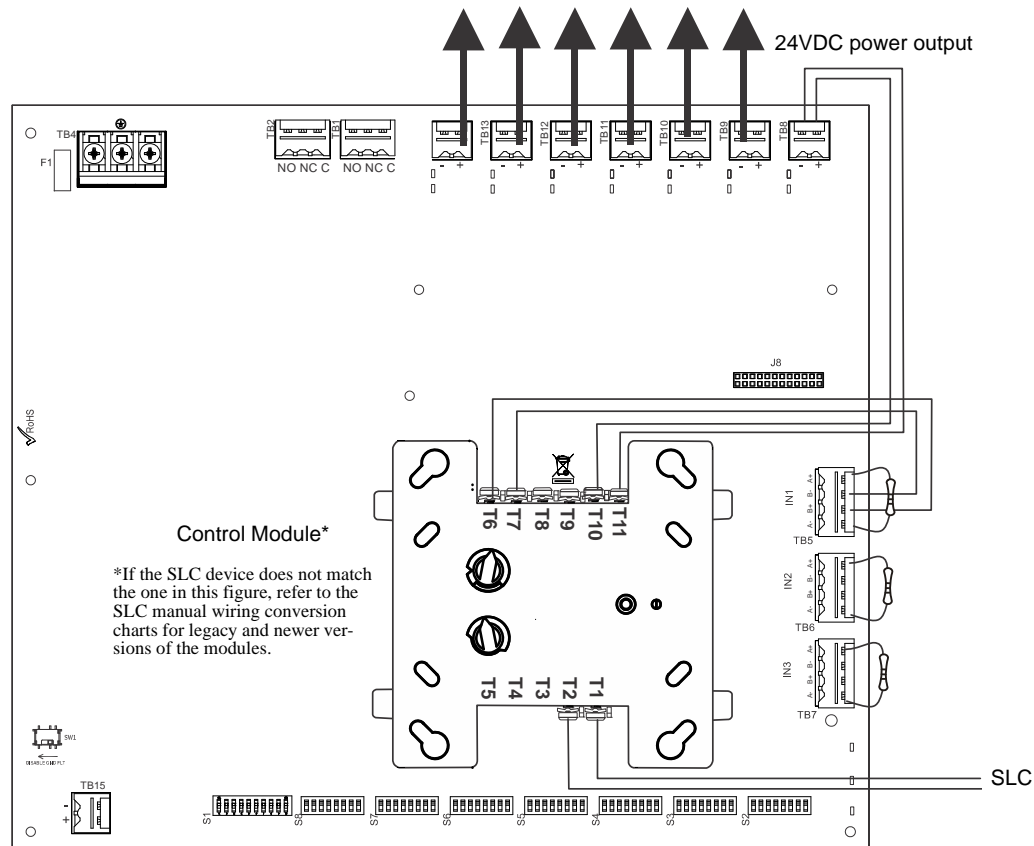 24VDC power output
TB4
F1
TB2
TB1
NO NC C
NO NC C
TB13
TB12
TB11
TB10
TB9
TB8
- +
- +
- +
- +
- +
- +
- +
J8
RoHS
T6 T7 T8 T9 T10 T11
Control Module*
*If the SLC device does not match
the one in this figure, refer to the
SLC manual wiring conversion
charts for legacy and newer ver-
sions of the modules.
IN1
A+
B-
B+
A-
TB5
IN2
A+
B-
B+
A-
TB6
IN3
A+
B-
B+
A-
TB7
T5 T4 T3 T2 T1
SW1
DISABLE GND FLT
SLC
TB15
-
+
S1
S8
S7
S6
S5
S4
S3
S2